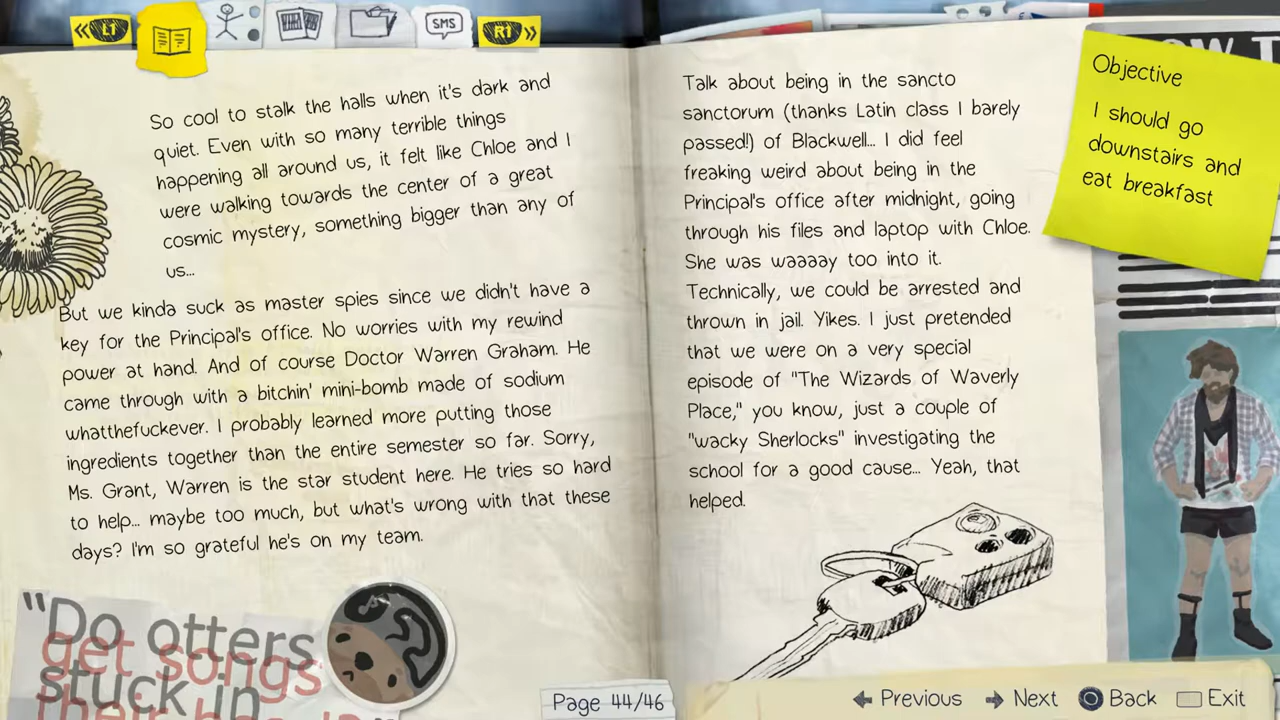 LT
SMS
R1
So cool to stalk the halls when it's dark and
quiet. Even with so many terrible things
happening all around us, it felt like Chloe and I
were walking towards the center of a great
cosmic mystery, something bigger than any of
us...
But we kinda suck as master spies since we didn't have a
key for the Principal's office. No worries with my rewind
power at hand. And of course Doctor Warren Graham. He
came through with a bitchin' mini-bomb made of sodium
whatthefuckever. I probably learned more putting those
ingredients together than the entire semester so far. Sorry,
Ms. Grant, Warren is the star student here. He tries so hard
to help... maybe too much, but what's wrong with that these
days? I'm so grateful he's on my team.
"Do otters
get songs
stuck in
Talk about being in the sancto
sanctorum (thanks Latin class I barely
passed!) of Blackwell... I did feel
freaking weird about being in the
Principal's office after midnight, going
through his files and laptop with Chloe.
She was waaaay too into it.
Technically, we could be arrested and
thrown in jail. Yikes. I just pretended
that we were on a very special
episode of "The Wizards of Waverly
Place," you know, just a couple of
"wacky Sherlocks" investigating the
school for a good cause... Yeah, that
helped.
Objective
I should go
downstairs and
eat breakfast
Page 44/46
Previous
Next
Back
Exit